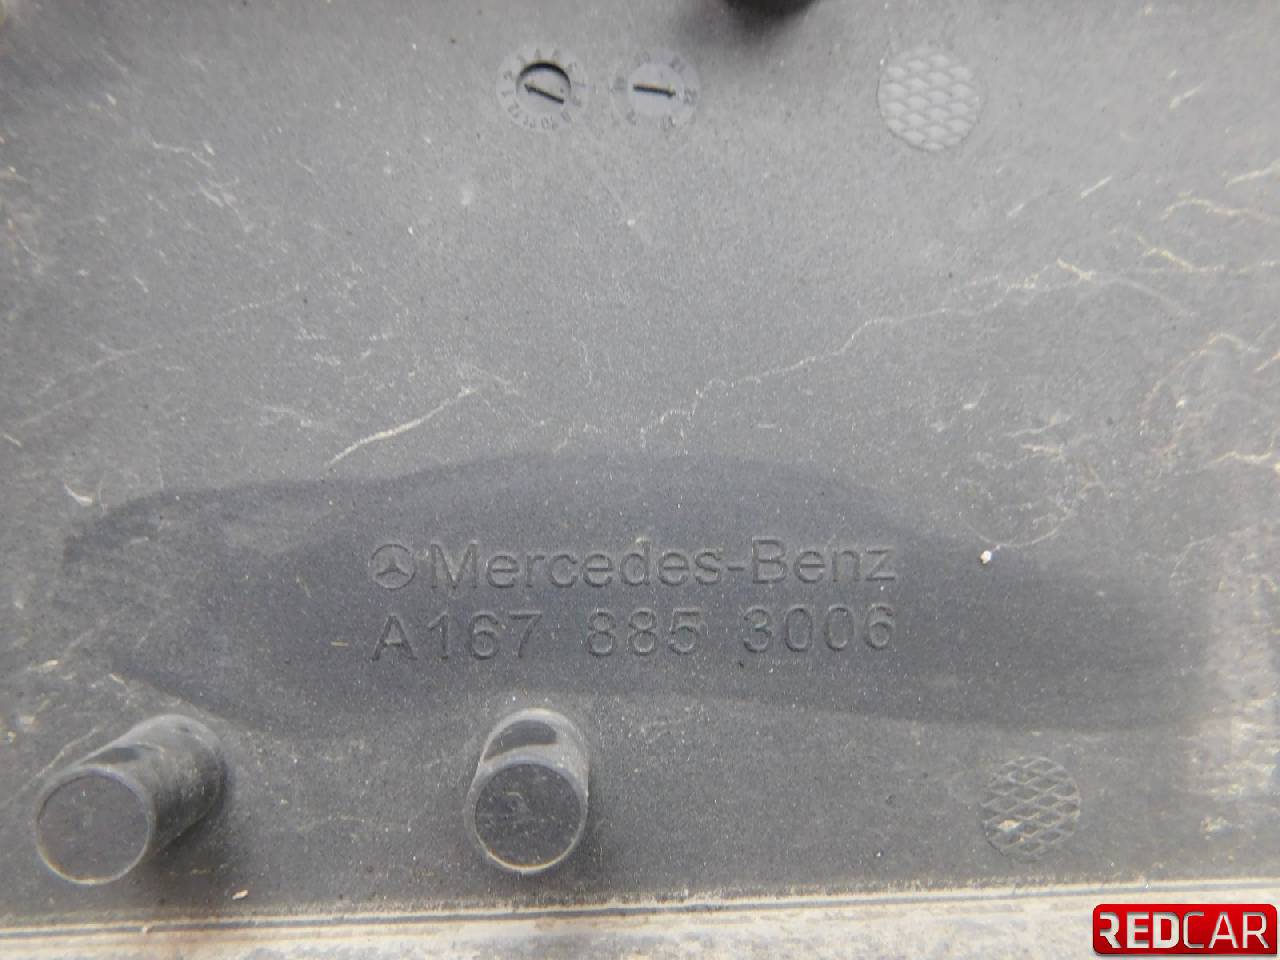 Mercedes-Benz
A167 885 3006
REDCAR